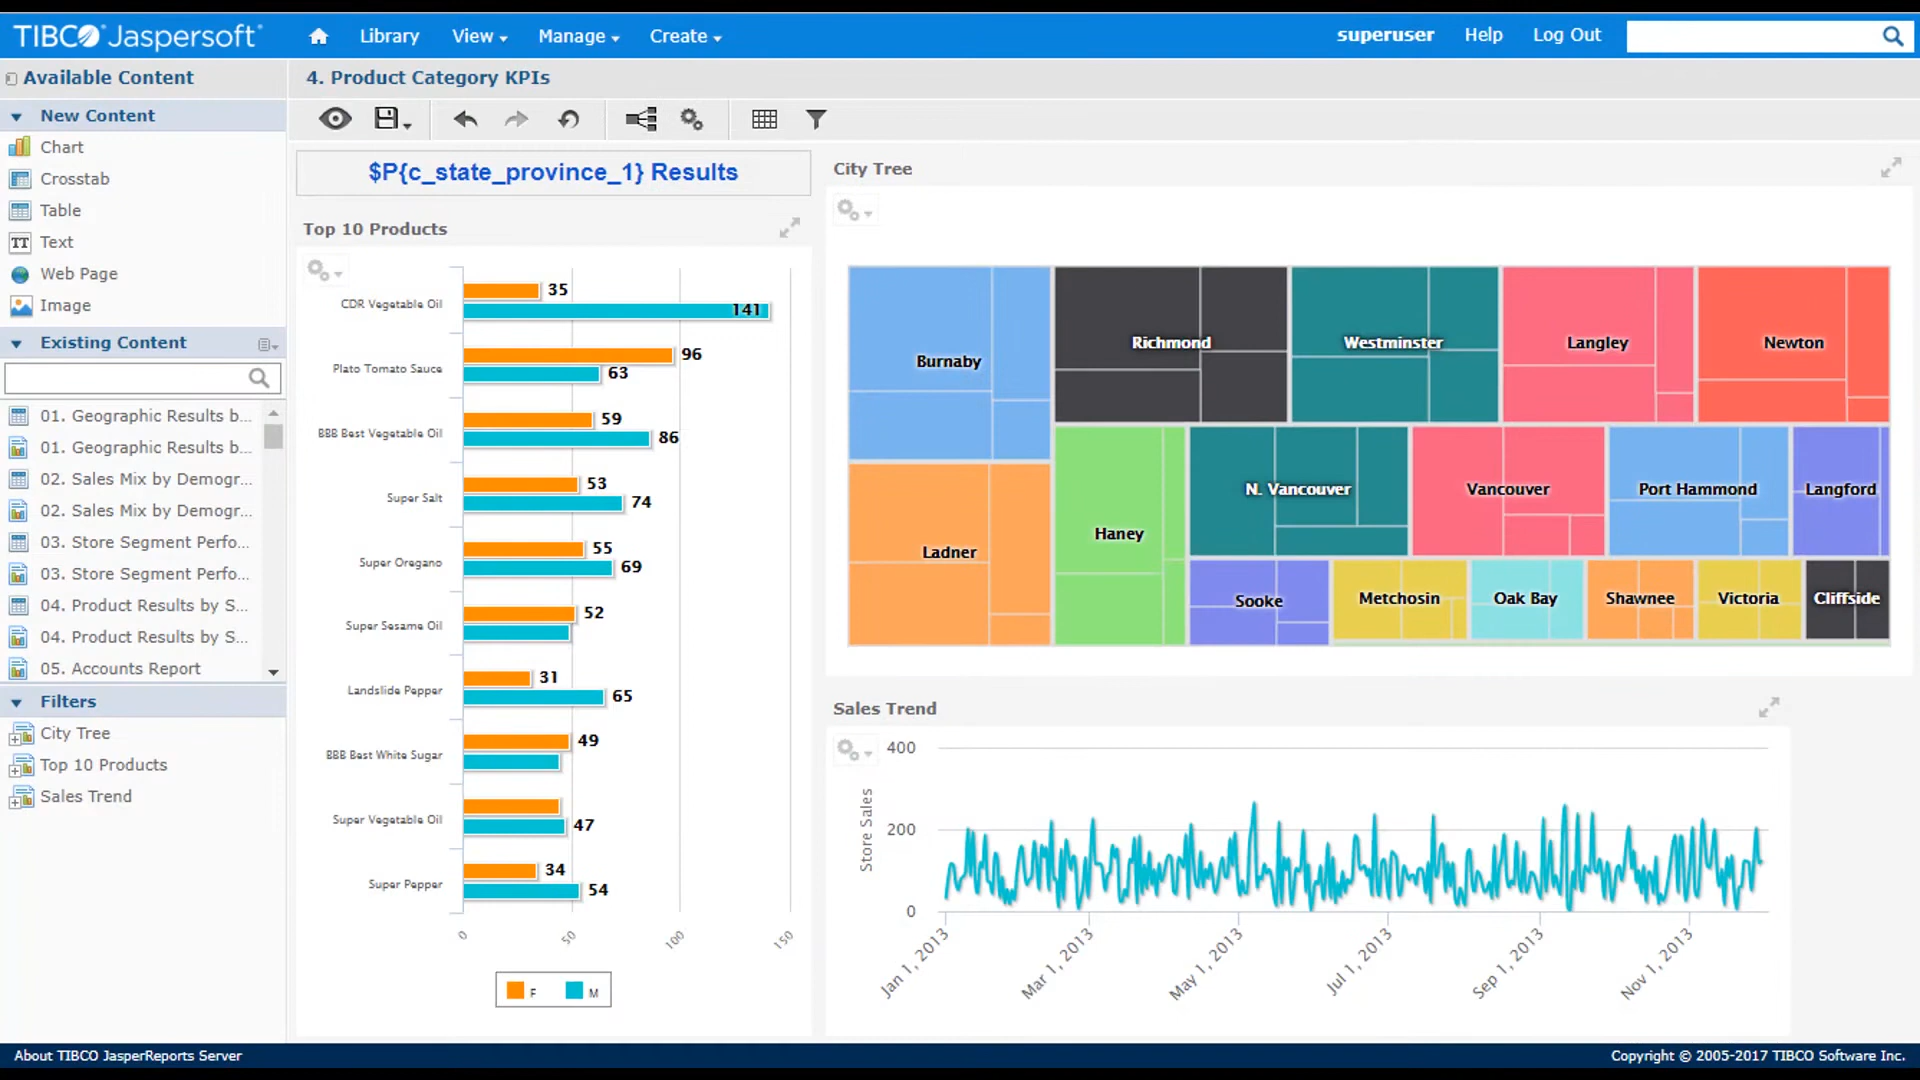 TIBCO Jaspersoft®
Library
View
Manage
Create
superuser
Help
Log Out
Available Content
4. Product Category KPIs
New Content
Chart
Crosstab
Table
TT Text
Web Page
Image
Existing Content
01. Geographic Results b...
01. Geographic Results b...
02. Sales Mix by Demogr...
02. Sales Mix by Demogr...
03. Store Segment Perfo...
03. Store Segment Perfo...
04. Product Results by S...
04. Product Results by S...
05. Accounts Report
Filters
City Tree
Top 10 Products
Sales Trend
$P{c_state_province_1} Results
Top 10 Products
CDR Vegetable Oil
35
141
Plato Tomato Sauce
96
63
BBB Best Vegetable Oil
59
86
Super Salt
53
74
Super Oregano
55
69
Super Sesame Oil
52
Landslide Pepper
31
65
BBB Best White Sugar
49
Super Vegetable Oil
47
Super Pepper
34
54
0
50
100
150
F
M
City Tree
Burnaby
Richmond
Westminster
Langley
Newton
Ladner
Haney
N. Vancouver
Vancouver
Port Hammond
Langford
Sooke
Metchosin
Oak Bay
Shawnee
Victoria
Cliffside
Sales Trend
Store Sales
400
200
0
Jan 1, 2013
Mar 1, 2013
May 1, 2013
Jul 1, 2013
Sep 1, 2013
Nov 1, 2013
About TIBCO JasperReports Server
Copyright © 2005-2017 TIBCO Software Inc.